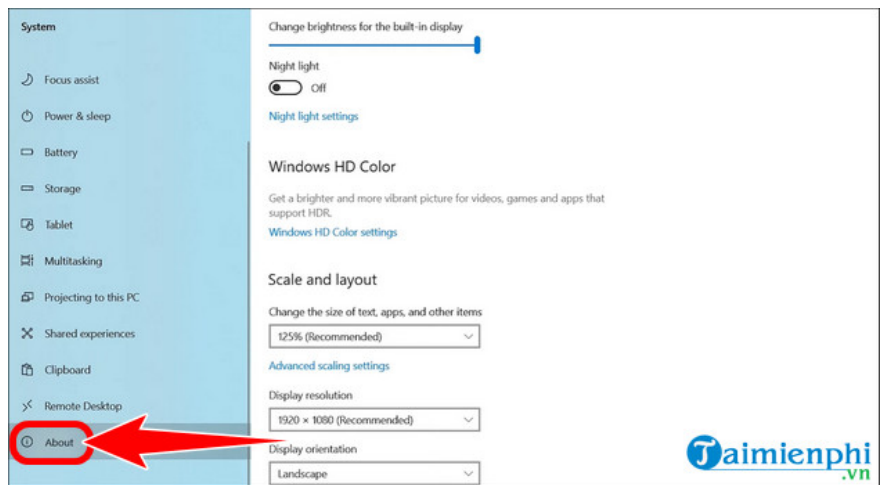 System
Focus assist
Power & sleep
Battery
Storage
Tablet
Multitasking
Projecting to this PC
Shared experiences
Clipboard
Remote Desktop
About
Change brightness for the built-in display
Night light
Off
Night light settings
Windows HD Color
Get a brighter and more vibrant picture for videos, games and apps that
support HDR.
Windows HD Color settings
Scale and layout
Change the size of text, apps, and other items
125% (Recommended)
Advanced scaling settings
Display resolution
1920 × 1080 (Recommended)
Display orientation
Landscape
Taimienphi
.vn